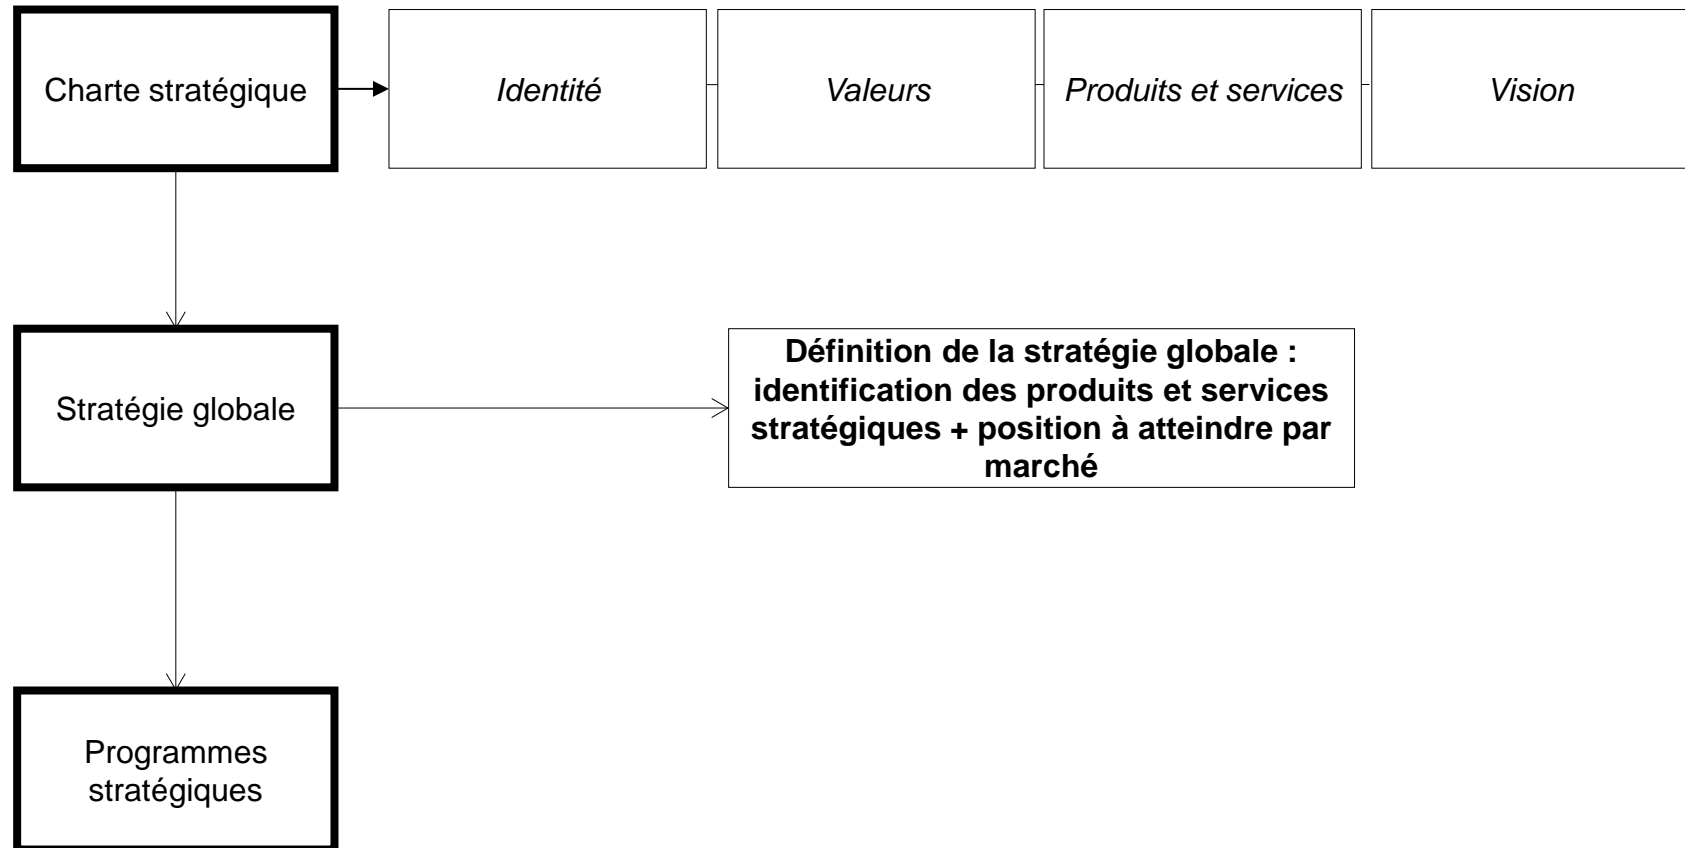 Charte stratégique
Identité
Valeurs
Produits et services
Vision
Stratégie globale
Définition de la stratégie globale :
identification des produits et services
stratégiques + position à atteindre par
marché
Programmes
stratégiques